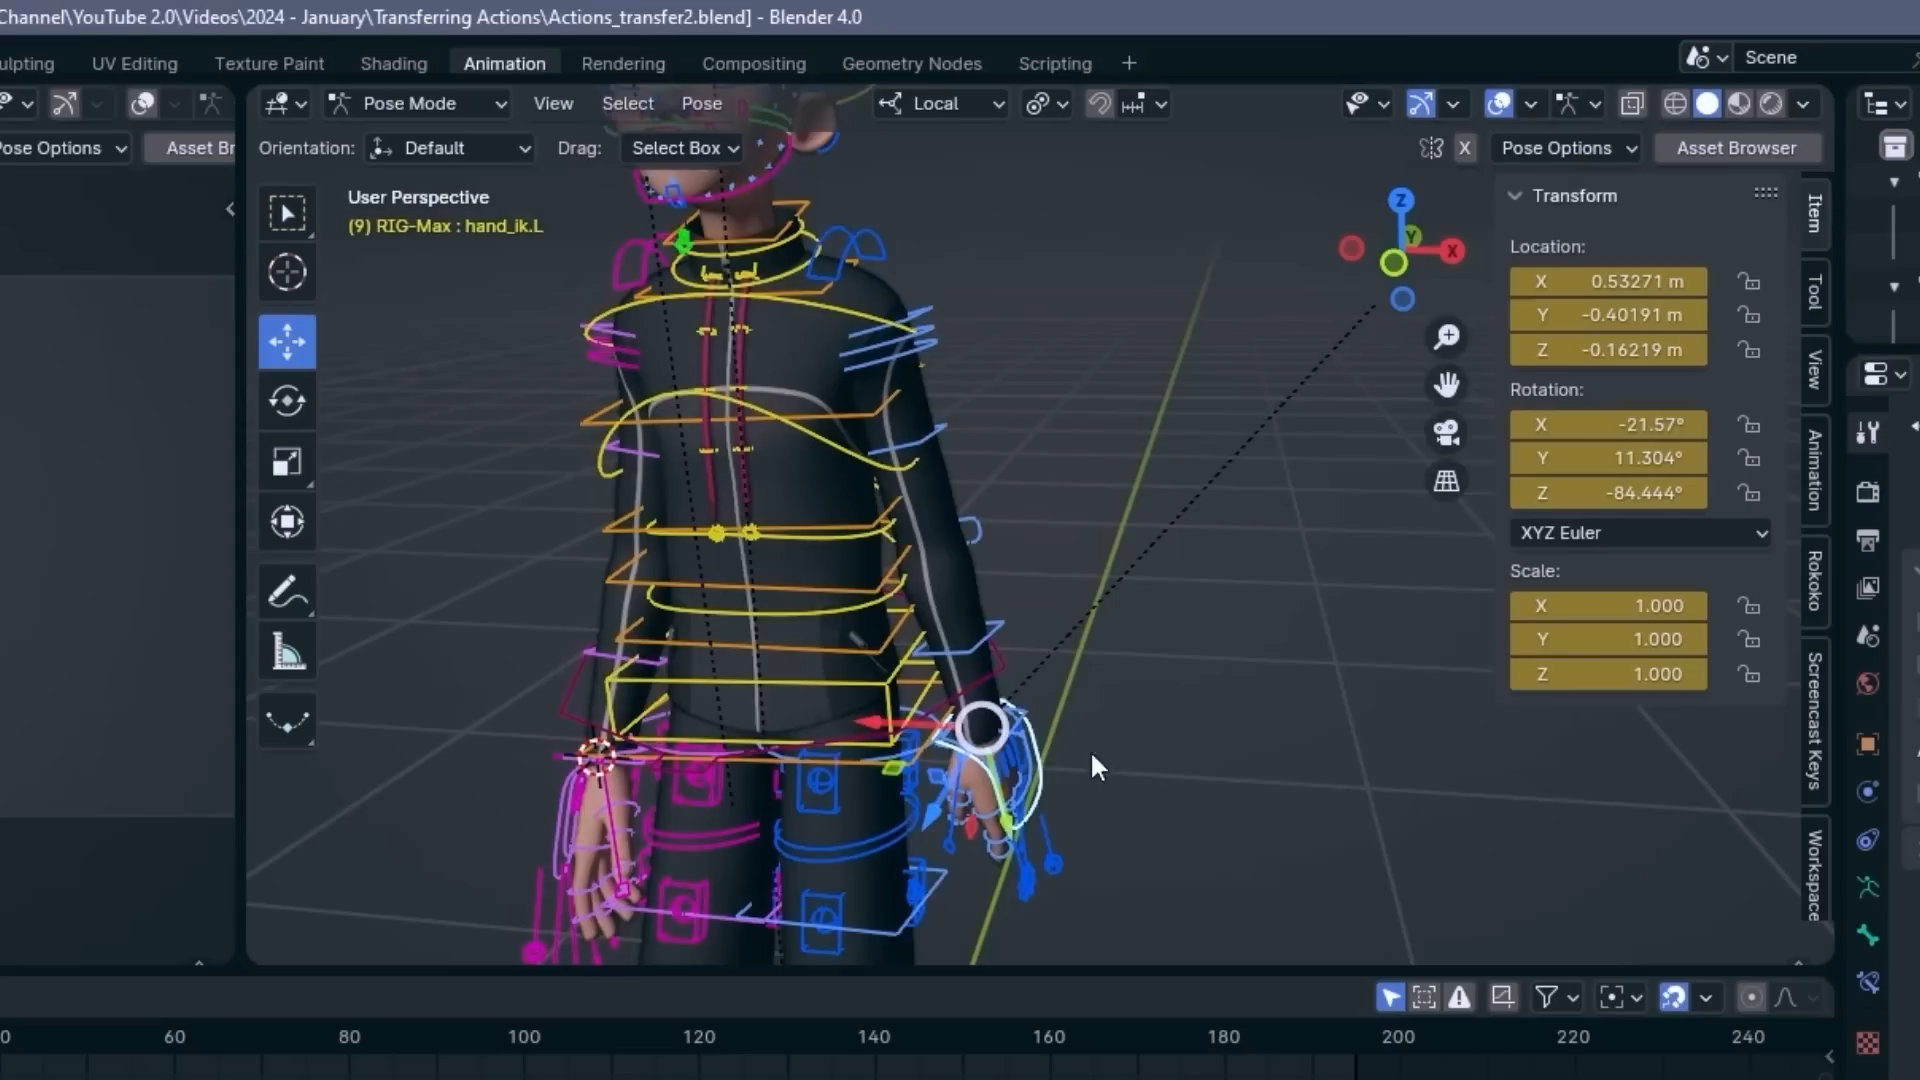 Channel\YouTube 2.0\Videos\2024 - January\Transferring Actions\Actions_transfer2.blend] - Blender 4.0
ulpting UV Editing Texture Paint Shading Animation Rendering Compositing Geometry Nodes Scripting + Scene
Pose Mode View Select Pose Local
ose Options Asset Br Orientation: Default Drag: Select Box X Pose Options Asset Browser
User Perspective
(9) RIG-Max : hand_ik.L
Z
Y
X
Transform
Location:
X 0.53271 m
Y -0.40191 m
Z -0.16219 m
Rotation:
X -21.57°
Y 11.304°
Z -84.444°
XYZ Euler
Scale:
X 1.000
Y 1.000
Z 1.000
Item
Tool
View
Animation
Rokoko
Screencast Keys
Workspace
0 60 80 100 120 140 160 180 200 220 240